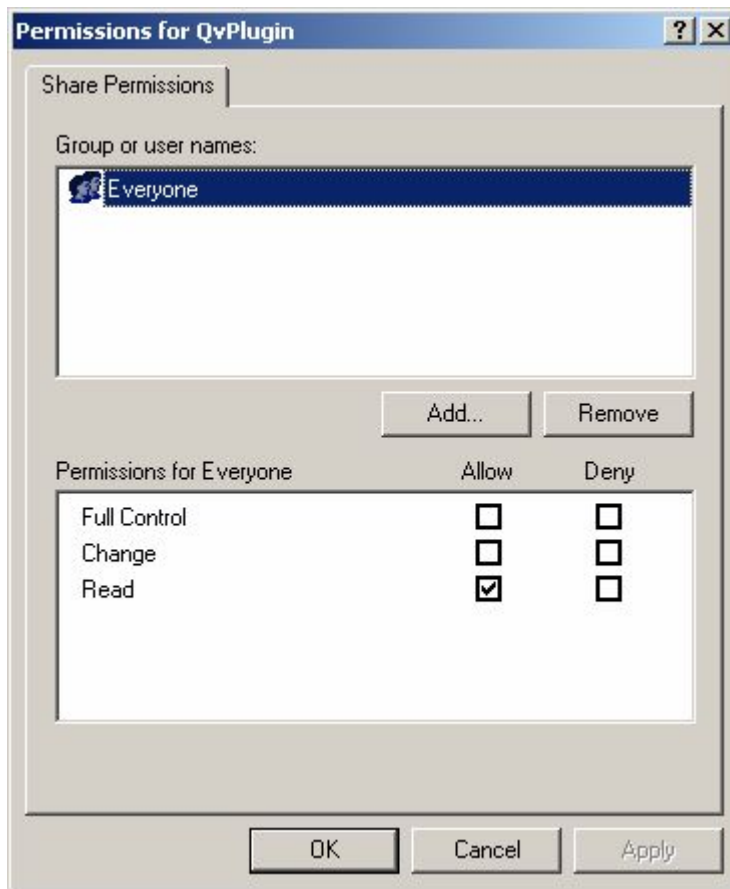 Permissions for QvPlugin
Share Permissions
Group or user names:
Everyone
Add... Remove
Permissions for Everyone Allow Deny
Full Control
Change
Read
OK Cancel Apply